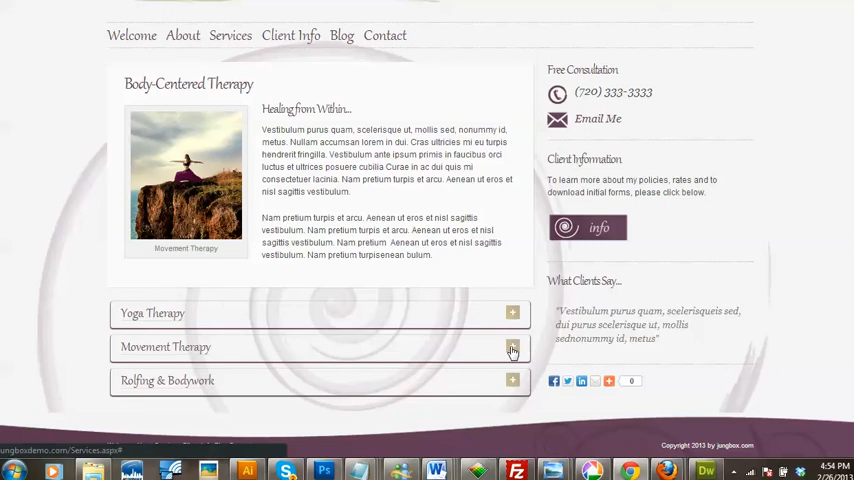 Welcome About Services Client Info Blog Contact
Body-Centered Therapy
Healing from Within...
Vestibulum purus quam, scelerisque ut, mollis sed, nonummy id,
metus. Nullam accumsan lorem in dui. Cras ultricies mi eu turpis
hendrerit fringilla. Vestibulum ante ipsum primis in faucibus orci
luctus et ultrices posuere cubilia Curae in ac dui quis mi
consectetuer lacinia. Nam pretium turpis et arcu. Aenean ut eros et
nisl sagittis vestibulum.
Nam pretium turpis et arcu. Aenean ut eros et nisl sagittis
vestibulum. Nam pretium turpis et arcu. Aenean ut eros et nisl
sagittis vestibulum. Nam pretium Aenean ut eros et nisl sagittis
vestibulum. Nam pretium turpisenean bulum.
Movement Therapy
Yoga Therapy
Movement Therapy
Rolfing & Bodywork
Free Consultation
(720) 333-3333
Email Me
Client Information
To learn more about my policies, rates and to
download initial forms, please click below.
info
What Clients Say...
"Vestibulum purus quam, scelerisqueis sed,
dui purus scelerisque ut, mollis
sednonummy id, metus"
0
Copyright 2013 by jungbox.com
ungboxdemo.com/Services.aspx#
Ai
Ps
W
Fz
Dw
4:54 PM
2/26/2013